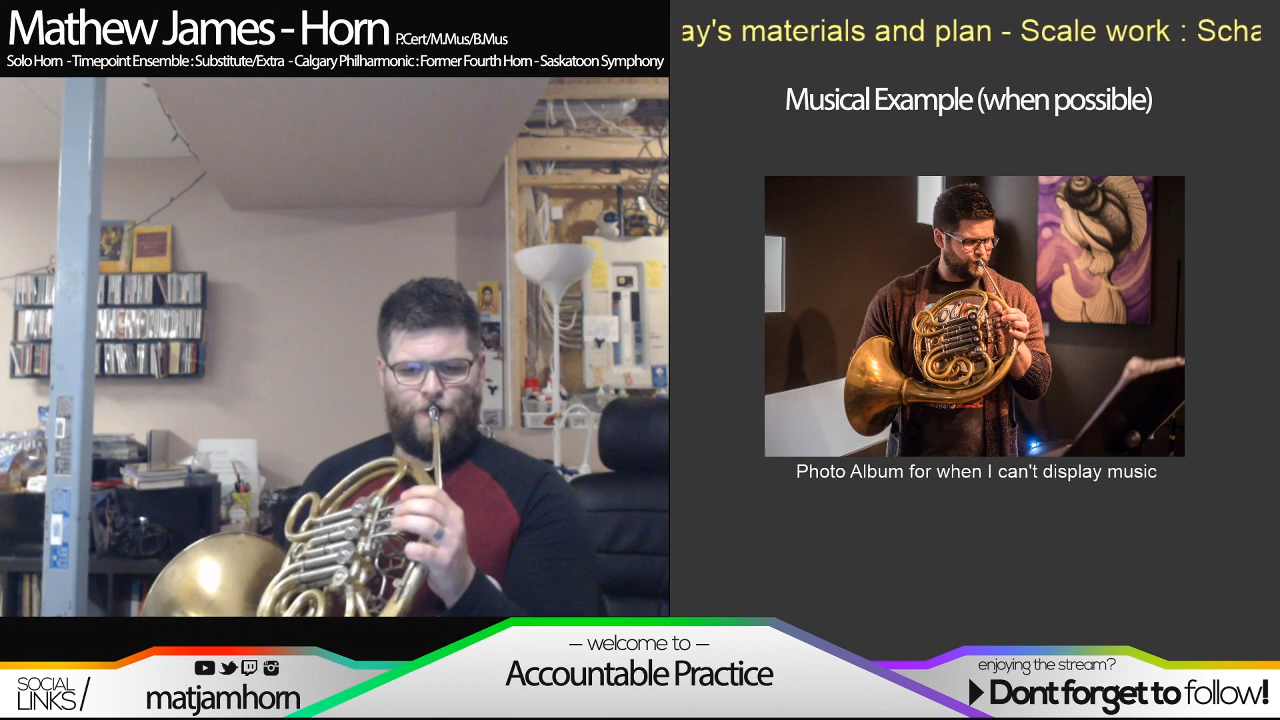 Mathew James - Horn P.Cert/M.Mus/B.Mus
Solo Horn - Timepoint Ensemble : Substitute/Extra - Calgary Philharmonic : Former Fourth Horn - Saskatoon Symphony
ay's materials and plan - Scale work : Scha
Musical Example (when possible)
Photo Album for when I can't display music
— welcome to —
Accountable Practice
SOCIAL
LINKS /
matjamhorn
enjoying the stream?
Dont forget to follow!